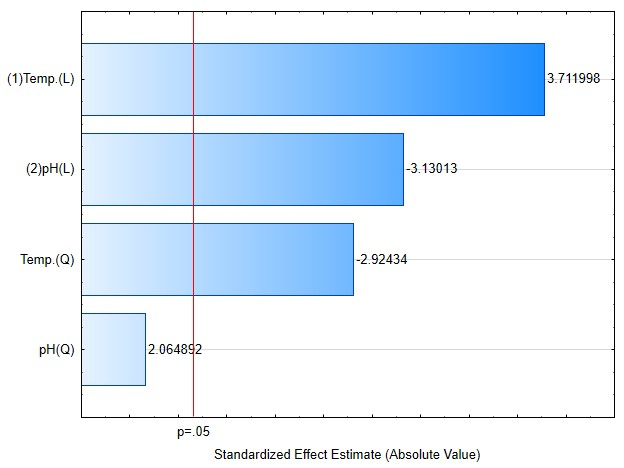 (1)Temp.(L)
3.711998
(2)pH(L)
-3.13013
Temp.(Q)
-2.92434
pH(Q)
2.064892
p=.05
Standardized Effect Estimate (Absolute Value)